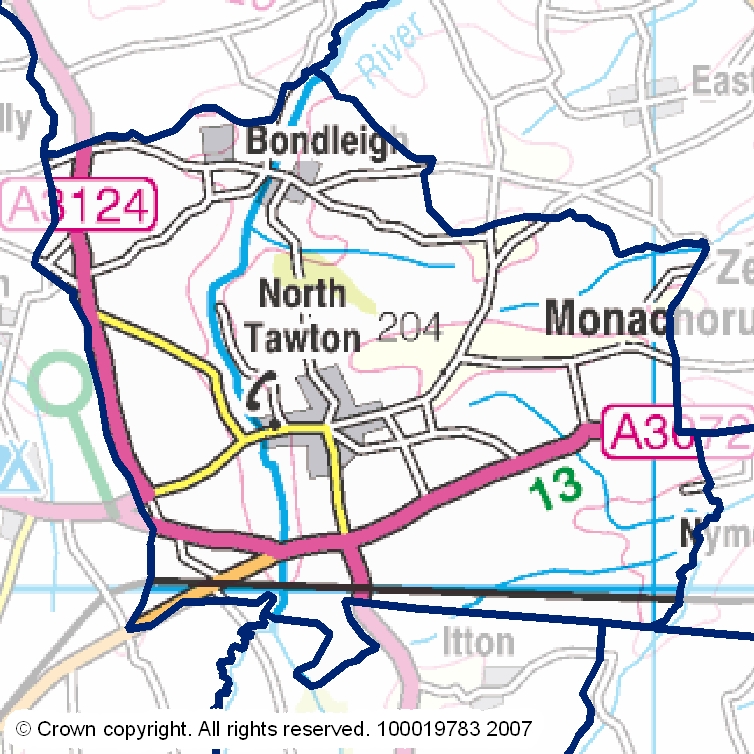 River
East
lly
Bondleigh
A3124
Ze
North
Tawton
204
Monachoru
A3072
13
Nym
Itton
© Crown copyright. All rights reserved. 100019783 2007